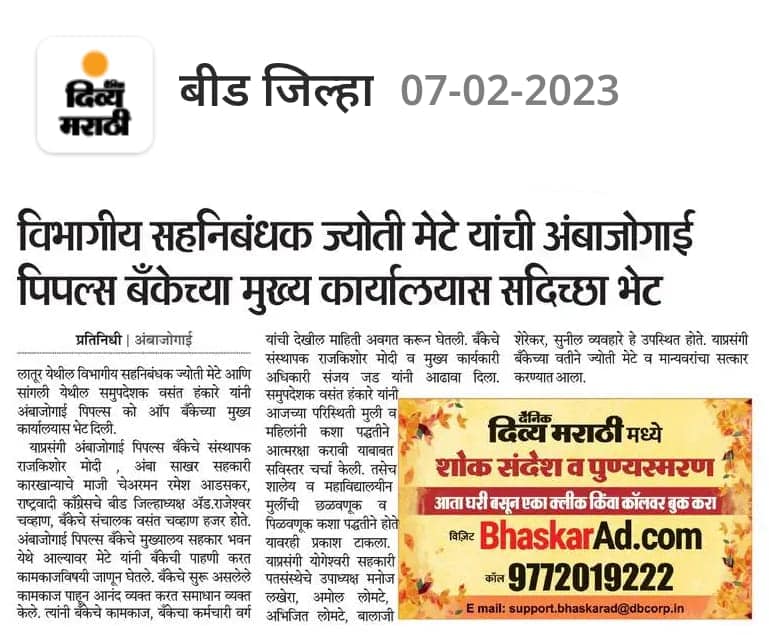 दैनिक
दिव्य
मराठी
बीड जिल्हा 07-02-2023
विभागीय सहनिबंधक ज्योती मेटे यांची अंबाजोगाई
पिपल्स बँकेच्या मुख्य कार्यालयास सदिच्छा भेट
प्रतिनिधी | अंबाजोगाई
लातूर येथील विभागीय सहनिबंधक ज्योती मेटे आणि
सांगली येथील समुपदेशक वसंत हंकारे यांनी
अंबाजोगाई पिपल्स को ऑप बँकेच्या मुख्य
कार्यालयास भेट दिली.
याप्रसंगी अंबाजोगाई पिपल्स बँकेचे संस्थापक
राजकिशोर मोदी , अंबा साखर सहकारी
कारखान्याचे माजी चेअरमन रमेश आडसकर,
राष्ट्रवादी काँग्रेसचे बीड जिल्हाध्यक्ष ॲड.राजेश्वर
चव्हाण, बँकेचे संचालक वसंत चव्हाण हजर होते.
अंबाजोगाई पिपल्स बँकेचे मुख्यालय सहकार भवन
येथे आल्यावर मेटे यांनी बँकेची पाहणी करत
कामकाजविषयी जाणून घेतले. बँकेचे सुरू असलेले
कामकाज पाहून आनंद व्यक्त करत समाधान व्यक्त
केले. त्यांनी बँकेचे कामकाज, बँकेचा कर्मचारी वर्ग
यांची देखील माहिती अवगत करून घेतली. बँकेचे
संस्थापक राजकिशोर मोदी व मुख्य कार्यकारी
अधिकारी संजय जड यांनी आढावा दिला.
समुपदेशक वसंत हंकारे यांनी
आजच्या परिस्थिती मुली व
महिलांनी कशा पद्धतीने
आत्मरक्षा करावी याबाबत
सविस्तर चर्चा केली. तसेच
शालेय व महाविद्यालयीन
मुलींची छळवणूक व
पिळवणूक कशा पद्धतीने होते
यावरही प्रकाश टाकला.
याप्रसंगी योगेश्वरी सहकारी
पतसंस्थेचे उपाध्यक्ष मनोज
लखेरा, अमोल लोमटे,
अभिजित लोमटे, बालाजी
शेरेकर, सुनील व्यवहारे हे उपस्थित होते. याप्रसंगी
बँकेच्या वतीने ज्योती मेटे व मान्यवरांचा सत्कार
करण्यात आला.
दैनिक
दिव्य मराठी मध्ये
शोक संदेश व पुण्यस्मरण
आता घरी बसून एका क्लीक किंवा कॉलवर बुक करा
विज़िट BhaskarAd.com
कॉल 9772019222
E mail: support.bhaskarad@dbcorp.in